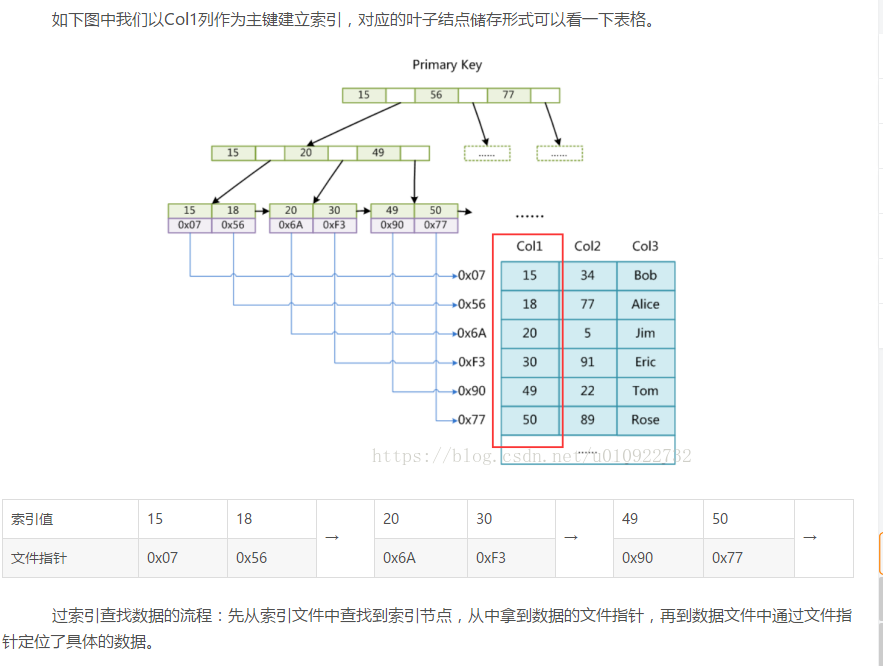 如下图中我们以Col1列作为主键建立索引，对应的叶子结点储存形式可以看一下表格。
Primary Key
15 56 77
15 20 49 ...... ......
15 18 20 30 49 50
0x07 0x56 0x6A 0xF3 0x90 0x77
......
Col1 Col2 Col3
0x07 15 34 Bob
0x56 18 77 Alice
0x6A 20 5 Jim
0xF3 30 91 Eric
0x90 49 22 Tom
0x77 50 89 Rose
......
https://blog.csdn.net/u010922732
索引值 15 18 → 20 30 → 49 50 →
文件指针 0x07 0x56 0x6A 0xF3 0x90 0x77
过索引查找数据的流程：先从索引文件中查找到索引节点，从中拿到数据的文件指针，再到数据文件中通过文件指
针定位了具体的数据。